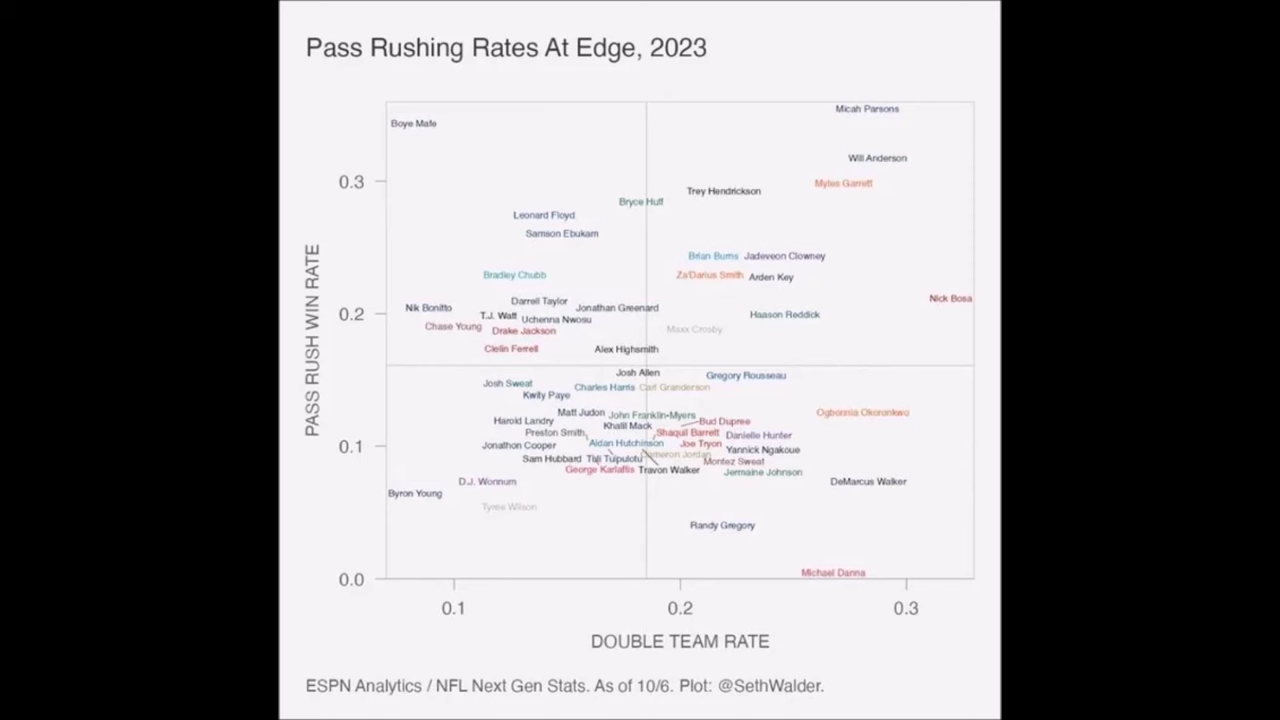 Pass Rushing Rates At Edge, 2023
Micah Parsons
Boye Mafe
Will Anderson
0.3
Myles Garrett
Trey Hendrickson
Bryce Huff
Leonard Floyd
Samson Ebukam
Brian Burns Jadeveon Clowney
Bradley Chubb
Za'Darius Smith Arden Key
Nick Bosa
Darrell Taylor
Nik Bonitto
Jonathan Greenard
0.2
T.J. Watt
Uchenna Nwosu
Haason Reddick
Chase Young
Drake Jackson
Maxx Crosby
Clelin Ferrell
Alex Highsmith
Josh Allen
Gregory Rousseau
Josh Sweat
Charles Harris Carl Granderson
Kwity Paye
Matt Judon
John Franklin-Myers
Ogbonnia Okoronkwo
Harold Landry
Khalil Mack
Bud Dupree
Preston Smith
Shaquil Barrett
Danielle Hunter
0.1
Jonathon Cooper
Aidan Hutchinson
Joe Tryon
Yannick Ngakoue
Cameron Jordan
Sam Hubbard Tuli Tuipulotu
Montez Sweat
George Karlaftis
Travon Walker
Jermaine Johnson
D.J. Wonnum
DeMarcus Walker
Byron Young
Tyree Wilson
Randy Gregory
Michael Danna
0.0
0.1
0.2
0.3
PASS RUSH WIN RATE
DOUBLE TEAM RATE
ESPN Analytics / NFL Next Gen Stats. As of 10/6. Plot: @SethWalder.